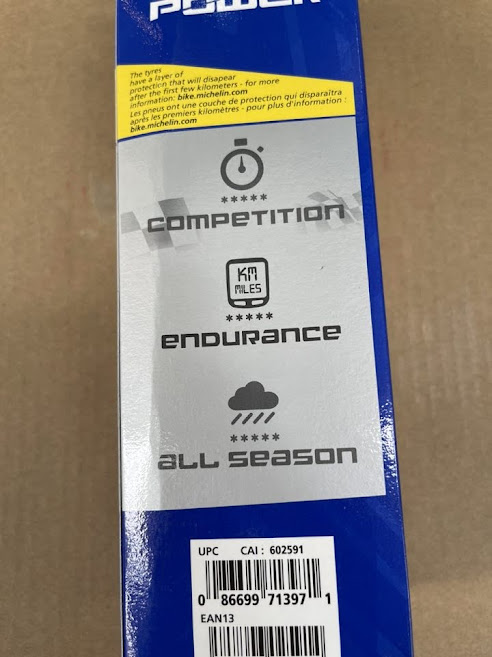 POWER
The tyres
have a layer of
protection that will disapear
after the first few kilometers - for more
information: bike.michelin.com
Les pneus ont une couche de protection qui disparaîtra
après les premiers kilomètres - pour plus d'information :
bike.michelin.com
*****
COMPETITION
KM
MILES
*****
ENDURANCE
*****
ALL SEASON
UPC CAI : 602591
0 86699 71397 1
EAN13